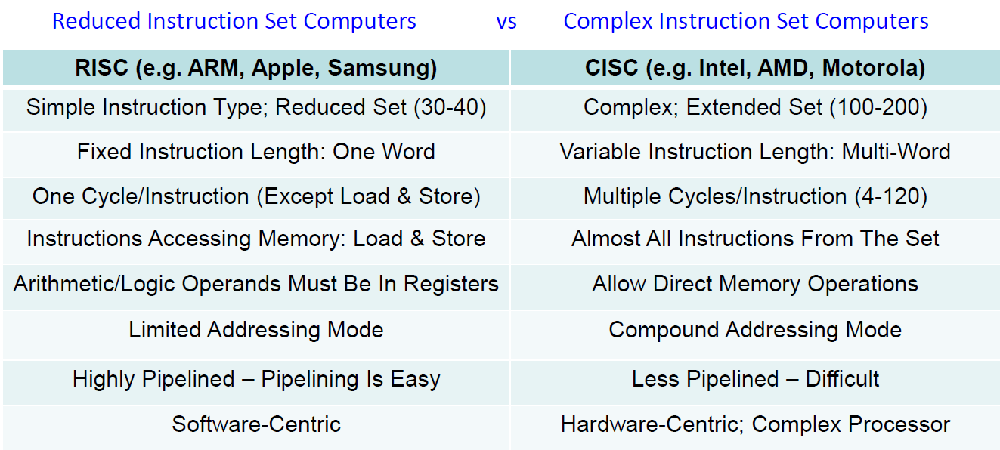 Reduced Instruction Set Computers vs Complex Instruction Set Computers
RISC (e.g. ARM, Apple, Samsung) CISC (e.g. Intel, AMD, Motorola)
Simple Instruction Type; Reduced Set (30-40) Complex; Extended Set (100-200)
Fixed Instruction Length: One Word Variable Instruction Length: Multi-Word
One Cycle/Instruction (Except Load & Store) Multiple Cycles/Instruction (4-120)
Instructions Accessing Memory: Load & Store Almost All Instructions From The Set
Arithmetic/Logic Operands Must Be In Registers Allow Direct Memory Operations
Limited Addressing Mode Compound Addressing Mode
Highly Pipelined – Pipelining Is Easy Less Pipelined – Difficult
Software-Centric Hardware-Centric; Complex Processor